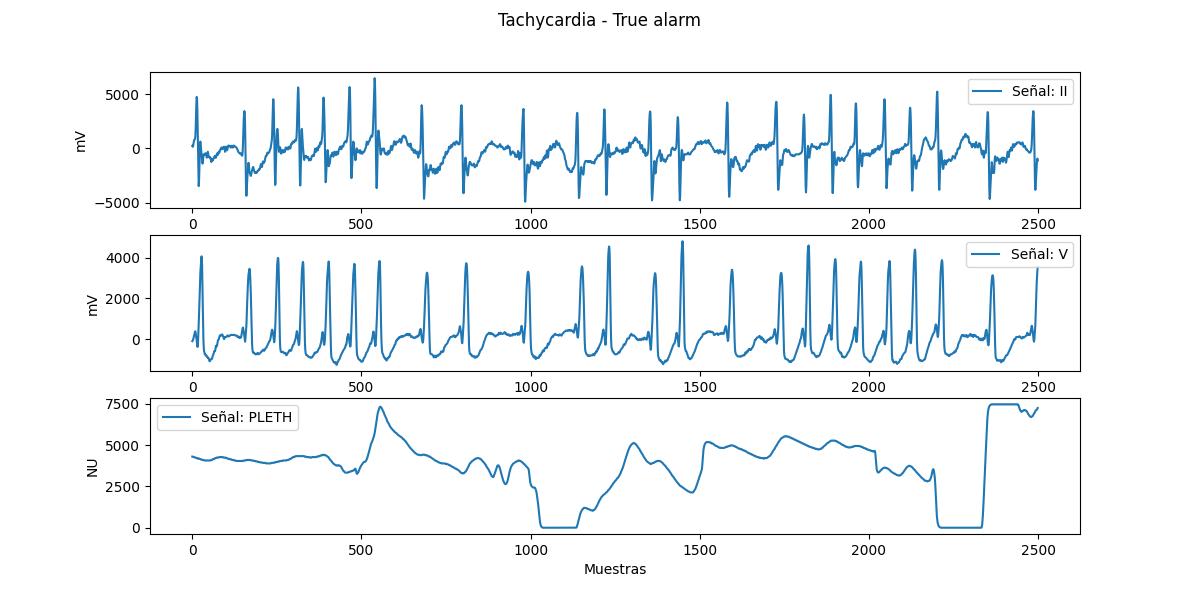 Tachycardia - True alarm
5000
0
−5000
mV
Señal: II
0 500 1000 1500 2000 2500
4000
2000
0
mV
Señal: V
0 500 1000 1500 2000 2500
7500
5000
2500
0
NU
Señal: PLETH
0 500 1000 1500 2000 2500
Muestras